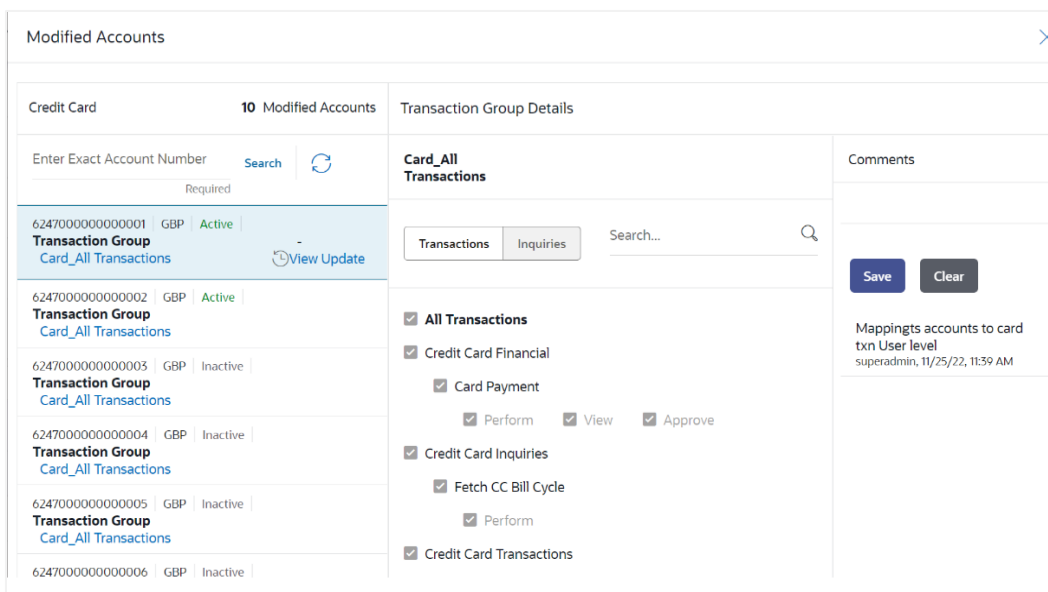 Modified Accounts
Credit Card
10 Modified Accounts
Enter Exact Account Number
Search
Required
6247000000000001 GBP Active
Transaction Group
-
Card_All Transactions
View Update
6247000000000002 GBP Active
Transaction Group
Card_All Transactions
6247000000000003 GBP Inactive
Transaction Group
Card_All Transactions
6247000000000004 GBP Inactive
Transaction Group
Card_All Transactions
6247000000000005 GBP Inactive
Transaction Group
Card_All Transactions
6247000000000006 GBP Inactive
Transaction Group Details
Card_All
Transactions
Transactions
Inquiries
Search...
All Transactions
Credit Card Financial
Card Payment
Perform View Approve
Credit Card Inquiries
Fetch CC Bill Cycle
Perform
Credit Card Transactions
Comments
Save
Clear
Mappingts accounts to card
txn User level
superadmin, 11/25/22, 11:39 AM